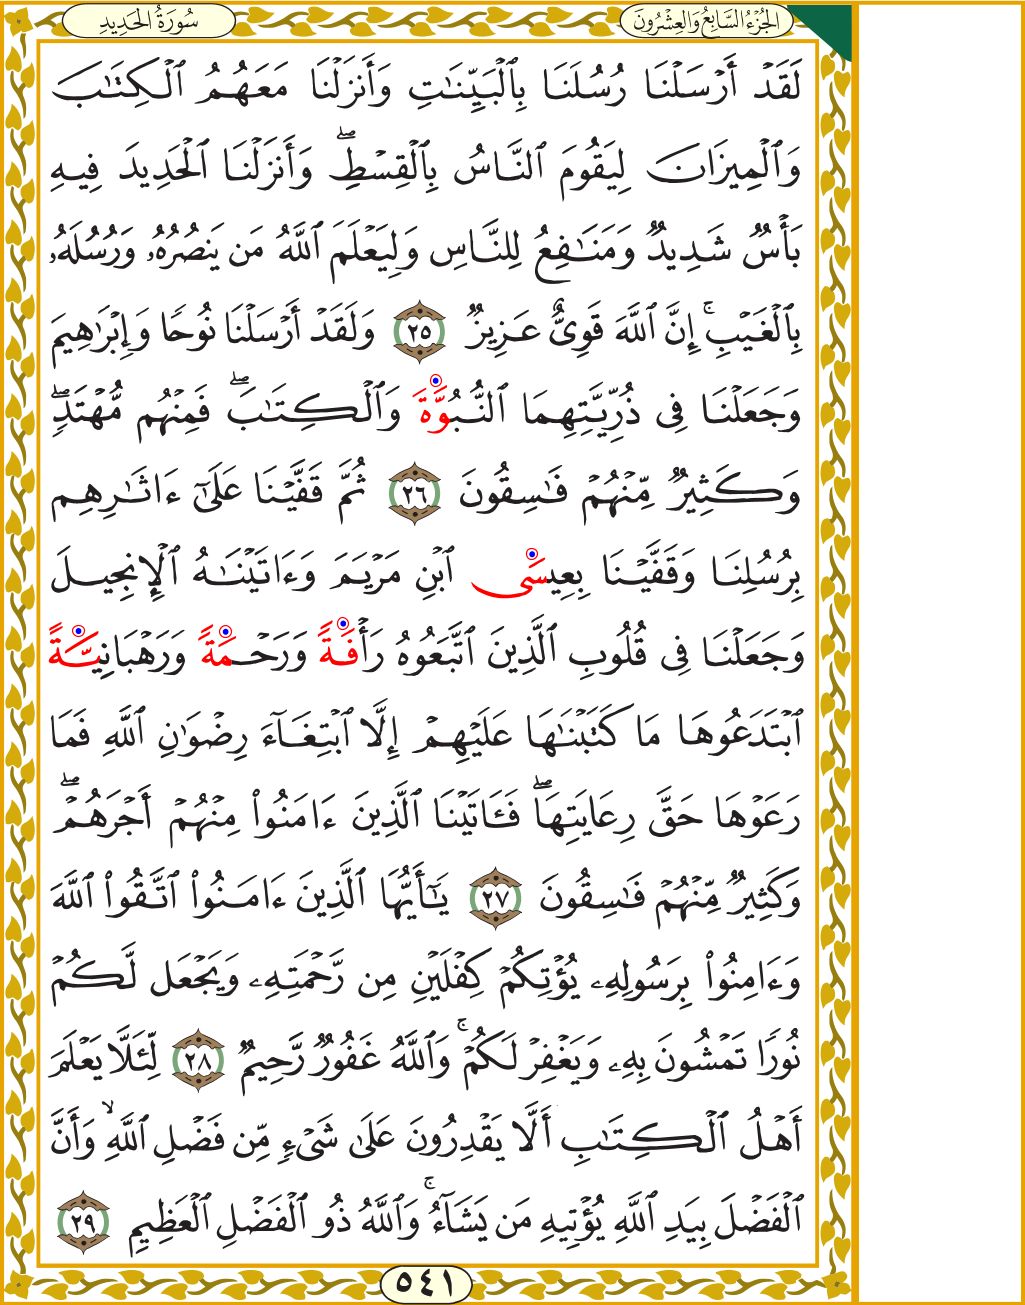 الجُزْءُ السَّابِعُ وَالعِشْرُونَ
سُورَةُ الحَدِيدِ
لَقَدۡ أَرۡسَلۡنَا رُسُلَنَا بِٱلۡبَيِّنَٰتِ وَأَنزَلۡنَا مَعَهُمُ ٱلۡكِتَٰبَ
وَٱلۡمِيزَانَ لِيَقُومَ ٱلنَّاسُ بِٱلۡقِسۡطِۖ وَأَنزَلۡنَا ٱلۡحَدِيدَ فِيهِ
بَأۡسٞ شَدِيدٞ وَمَنَٰفِعُ لِلنَّاسِ وَلِيَعۡلَمَ ٱللَّهُ مَن يَنصُرُهُۥ وَرُسُلَهُۥ
بِٱلۡغَيۡبِۚ إِنَّ ٱللَّهَ قَوِيٌّ عَزِيزٞ ٢٥ وَلَقَدۡ أَرۡسَلۡنَا نُوحٗا وَإِبۡرَٰهِيمَ
وَجَعَلۡنَا فِي ذُرِّيَّتِهِمَا ٱلنُّبُوَّةَ وَٱلۡكِتَٰبَۖ فَمِنۡهُم مُّهۡتَدٖۖ
وَكَثِيرٞ مِّنۡهُمۡ فَٰسِقُونَ ٢٦ ثُمَّ قَفَّيۡنَا عَلَىٰٓ ءَاثَٰرِهِم
بِرُسُلِنَا وَقَفَّيۡنَا بِعِيسَى ٱبۡنِ مَرۡيَمَ وَءَاتَيۡنَٰهُ ٱلۡإِنجِيلَ
وَجَعَلۡنَا فِي قُلُوبِ ٱلَّذِينَ ٱتَّبَعُوهُ رَأۡفَةٗ وَرَحۡمَةٗۚ وَرَهۡبَانِيَّةً
ٱبۡتَدَعُوهَا مَا كَتَبۡنَٰهَا عَلَيۡهِمۡ إِلَّا ٱبۡتِغَآءَ رِضۡوَٰنِ ٱللَّهِ فَمَا
رَعَوۡهَا حَقَّ رِعَايَتِهَاۖ فَـَٔاتَيۡنَا ٱلَّذِينَ ءَامَنُواْ مِنۡهُمۡ أَجۡرَهُمۡۖ
وَكَثِيرٞ مِّنۡهُمۡ فَٰسِقُونَ ٢٧ يَٰٓأَيُّهَا ٱلَّذِينَ ءَامَنُواْ ٱتَّقُواْ ٱللَّهَ
وَءَامِنُواْ بِرَسُولِهِۦ يُؤۡتِكُمۡ كِفۡلَيۡنِ مِن رَّحۡمَتِهِۦ وَيَجۡعَل لَّكُمۡ
نُورٗا تَمۡشُونَ بِهِۦ وَيَغۡفِرۡ لَكُمۡۚ وَٱللَّهُ غَفُورٞ رَّحِيمٞ ٢٨ لِّئَلَّا يَعۡلَمَ
أَهۡلُ ٱلۡكِتَٰبِ أَلَّا يَقۡدِرُونَ عَلَىٰ شَيۡءٖ مِّن فَضۡلِ ٱللَّهِ ۙ وَأَنَّ
ٱلۡفَضۡلَ بِيَدِ ٱللَّهِ يُؤۡتِيهِ مَن يَشَآءُۚ وَٱللَّهُ ذُو ٱلۡفَضۡلِ ٱلۡعَظِيمِ ٢٩
٥٤١